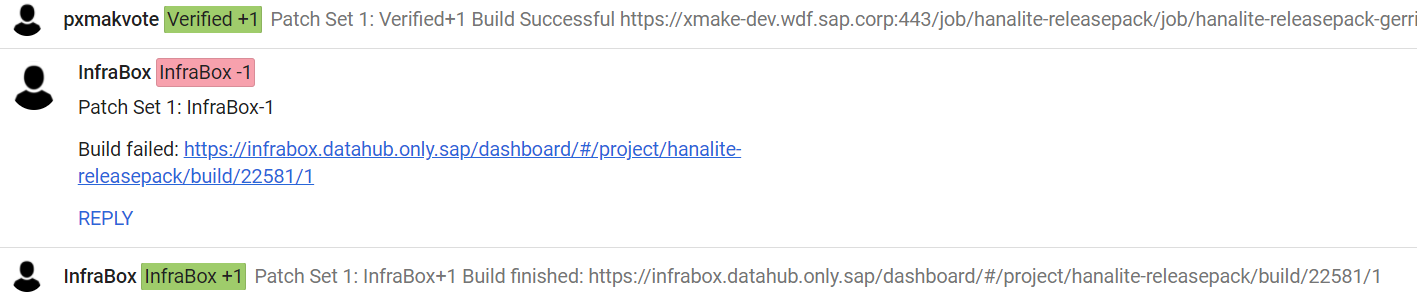 pxmakvote Verified +1 Patch Set 1: Verified+1 Build Successful https://xmake-dev.wdf.sap.corp:443/job/hanalite-releasepack/job/hanalite-releasepack-gerri
InfraBox InfraBox -1
Patch Set 1: InfraBox-1
Build failed: https://infrabox.datahub.only.sap/dashboard/#/project/hanalite-
releasepack/build/22581/1
REPLY
InfraBox InfraBox +1 Patch Set 1: InfraBox+1 Build finished: https://infrabox.datahub.only.sap/dashboard/#/project/hanalite-releasepack/build/22581/1